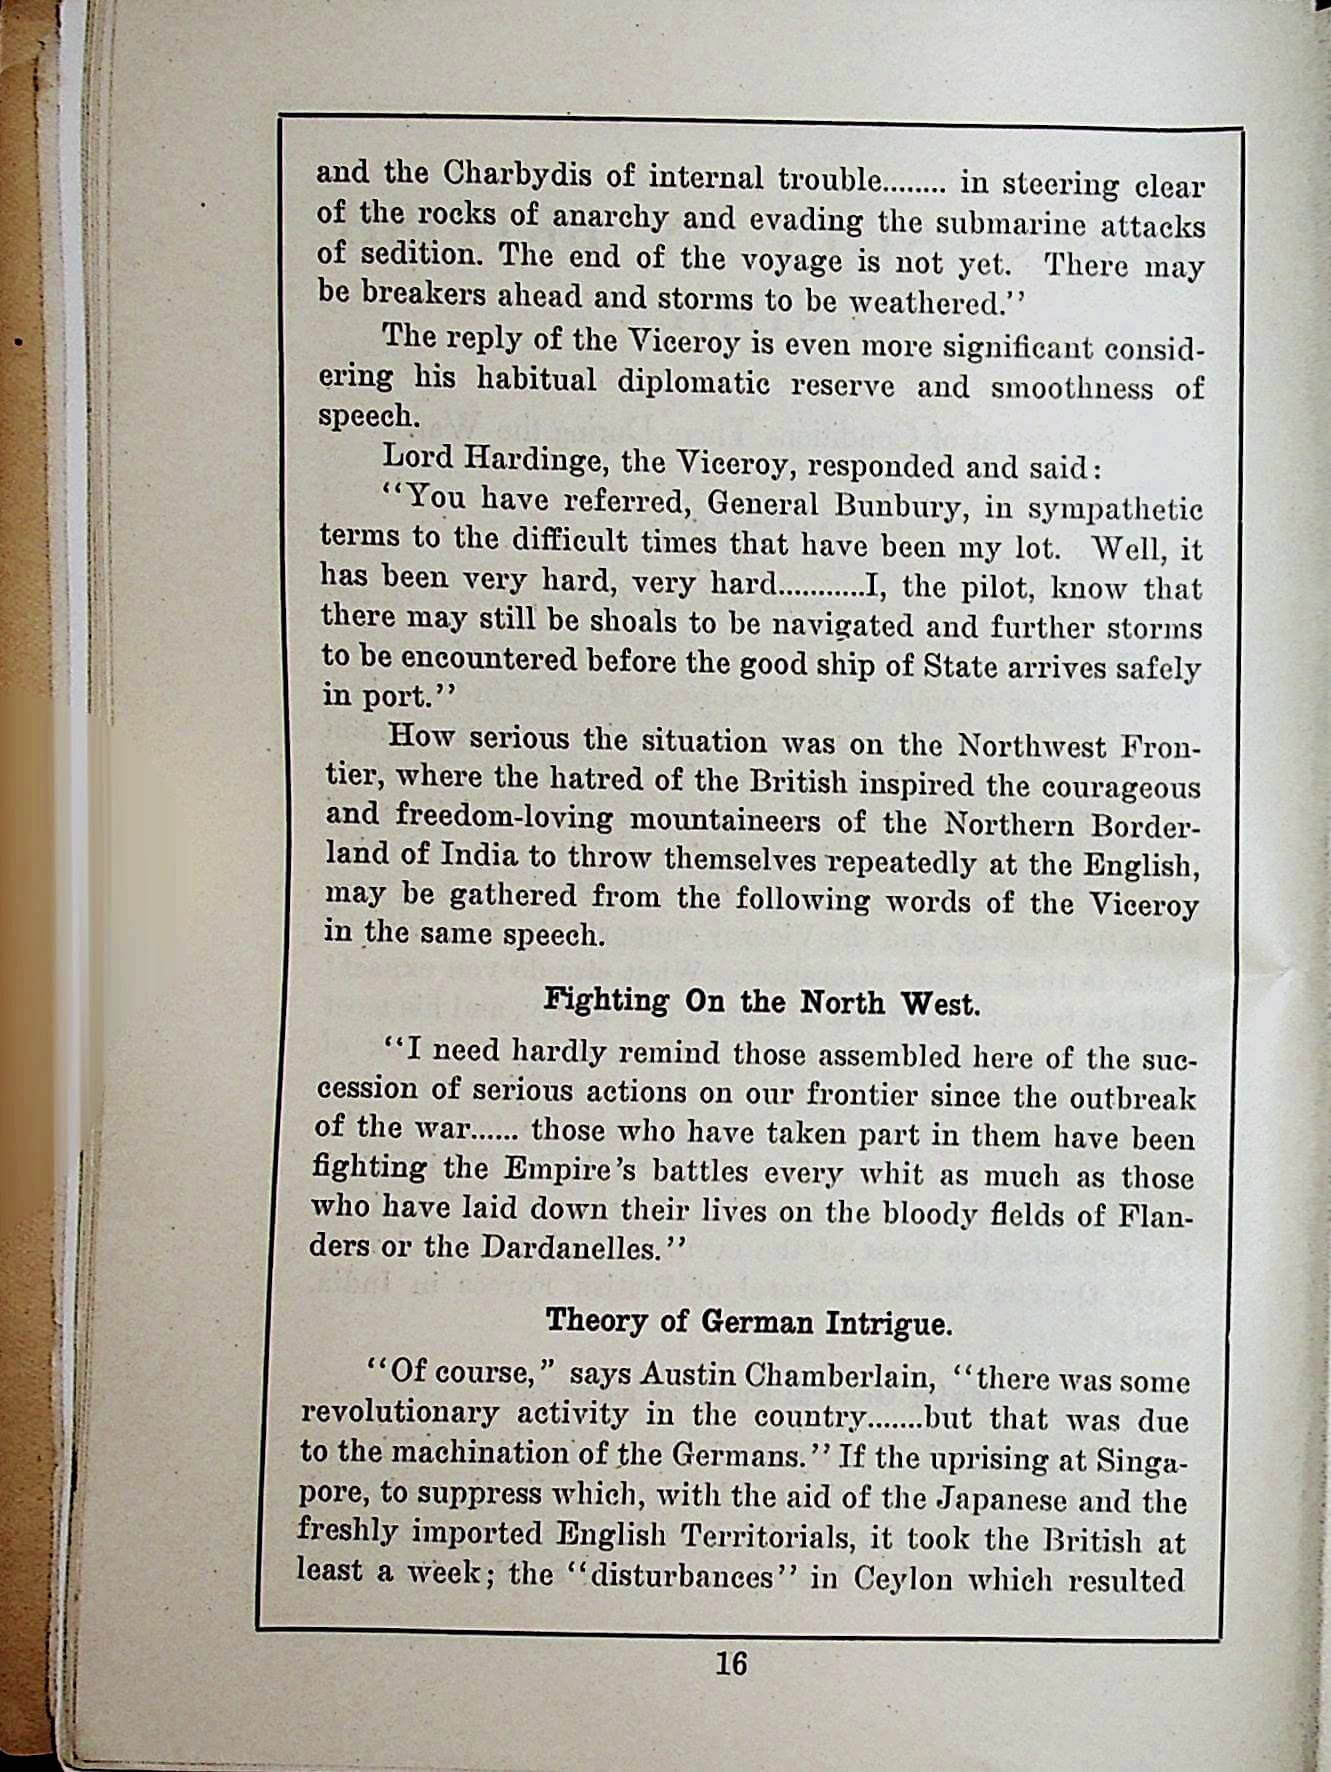 and the Charbydis of internal trouble........ in steering clear
of the rocks of anarchy and evading the submarine attacks
of sedition. The end of the voyage is not yet. There may
be breakers ahead and storms to be weathered.''
The reply of the Viceroy is even more significant consid-
ering his habitual diplomatic reserve and smoothness of
speech.
Lord Hardinge, the Viceroy, responded and said:
''You have referred, General Bunbury, in sympathetic
terms to the difficult times that have been my lot. Well, it
has been very hard, very hard...........I, the pilot, know that
there may still be shoals to be navigated and further storms
to be encountered before the good ship of State arrives safely
in port.''
How serious the situation was on the Northwest Fron-
tier, where the hatred of the British inspired the courageous
and freedom-loving mountaineers of the Northern Border-
land of India to throw themselves repeatedly at the English,
may be gathered from the following words of the Viceroy
in the same speech.
Fighting On the North West.
''I need hardly remind those assembled here of the suc-
cession of serious actions on our frontier since the outbreak
of the war...... those who have taken part in them have been
fighting the Empire's battles every whit as much as those
who have laid down their lives on the bloody fields of Flan-
ders or the Dardanelles.''
Theory of German Intrigue.
''Of course,'' says Austin Chamberlain, ''there was some
revolutionary activity in the country.......but that was due
to the machination of the Germans.'' If the uprising at Singa-
pore, to suppress which, with the aid of the Japanese and the
freshly imported English Territorials, it took the British at
least a week; the ''disturbances'' in Ceylon which resulted
16